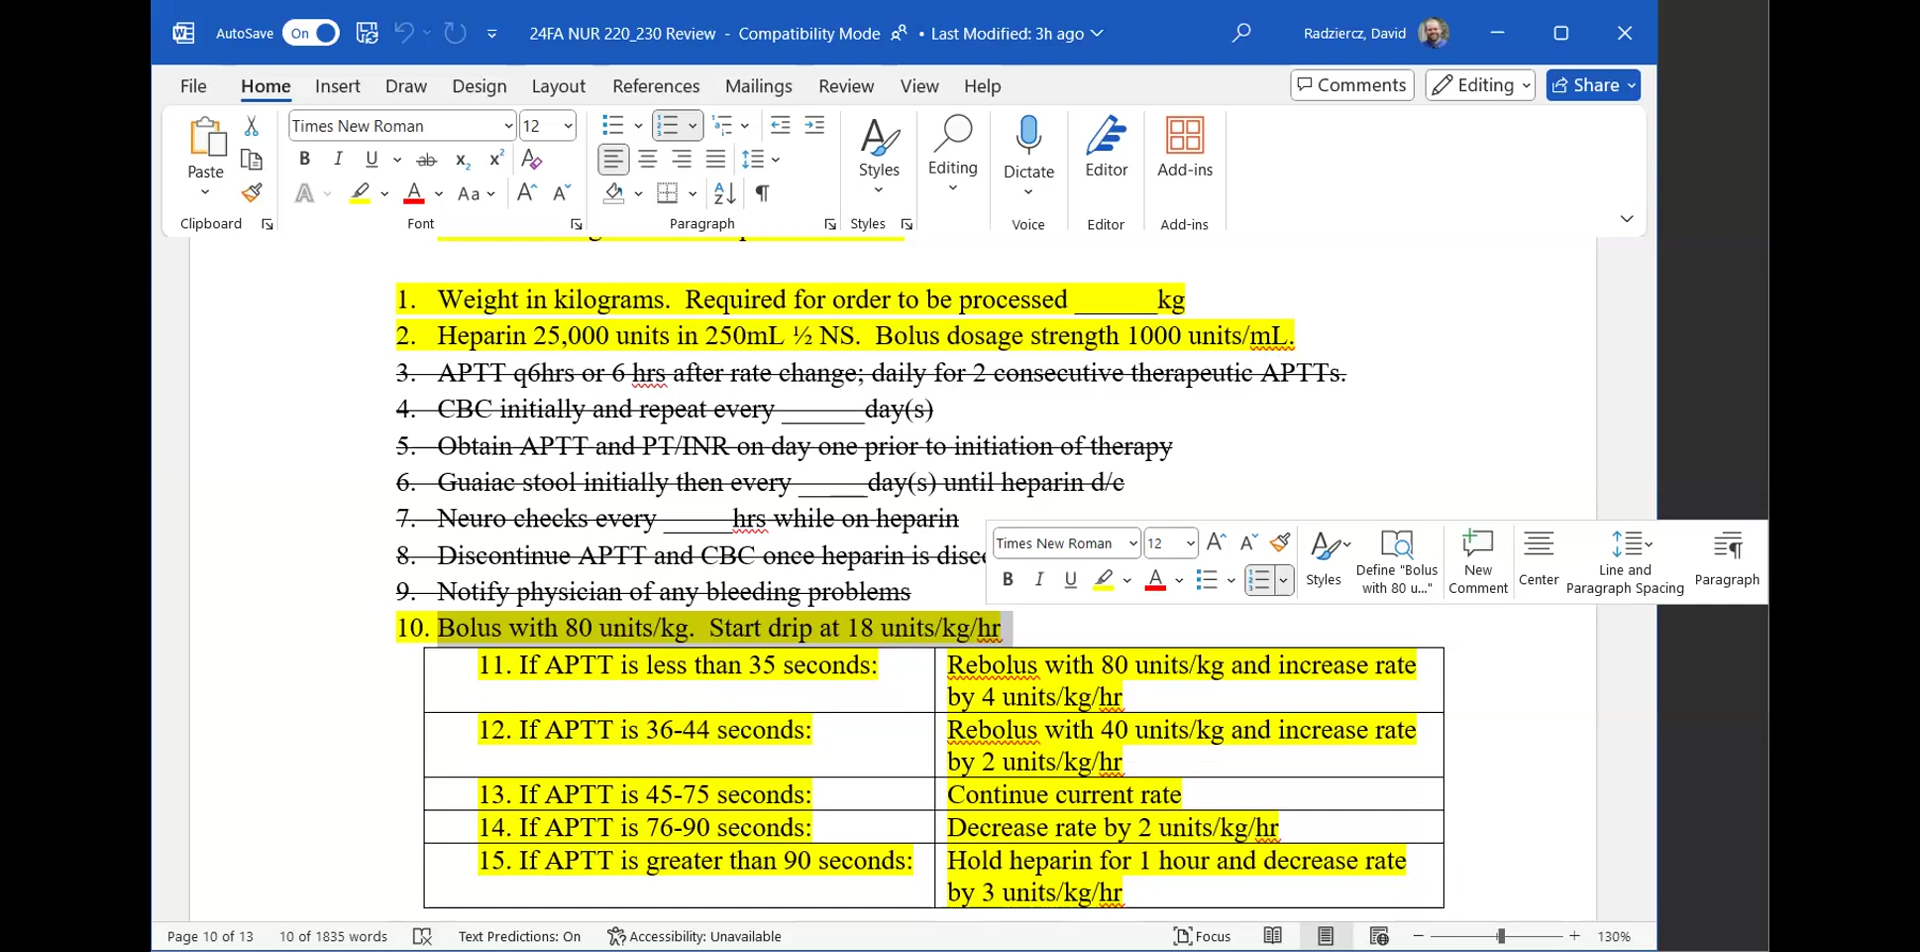 AutoSave On 24FA NUR 220_230 Review - Compatibility Mode • Last Modified: 3h ago Radziercz, David
File Home Insert Draw Design Layout References Mailings Review View Help Comments Editing Share
Times New Roman 12
Paste B I U ab x₂ x² Aa A A
Styles Editing Dictate Editor Add-ins
Clipboard Font Paragraph Styles Voice Editor Add-ins
1. Weight in kilograms. Required for order to be processed ______kg
2. Heparin 25,000 units in 250mL ½ NS. Bolus dosage strength 1000 units/mL.
3. APTT q6hrs or 6 hrs after rate change; daily for 2 consecutive therapeutic APTTs.
4. CBC initially and repeat every ______day(s)
5. Obtain APTT and PT/INR on day one prior to initiation of therapy
6. Guaiac stool initially then every _____day(s) until heparin d/c
7. Neuro checks every _____hrs while on heparin
8. Discontinue APTT and CBC once heparin is
9. Notify physician of any bleeding problems
Times New Roman 12 A A
B I U A Styles Define "Bolus with 80 u..." New Comment Center Line and Paragraph Spacing Paragraph
10. Bolus with 80 units/kg. Start drip at 18 units/kg/hr
11. If APTT is less than 35 seconds: Rebolus with 80 units/kg and increase rate
by 4 units/kg/hr
12. If APTT is 36-44 seconds: Rebolus with 40 units/kg and increase rate
by 2 units/kg/hr
13. If APTT is 45-75 seconds: Continue current rate
14. If APTT is 76-90 seconds: Decrease rate by 2 units/kg/hr
15. If APTT is greater than 90 seconds: Hold heparin for 1 hour and decrease rate
by 3 units/kg/hr
Page 10 of 13 10 of 1835 words Text Predictions: On Accessibility: Unavailable Focus 130%